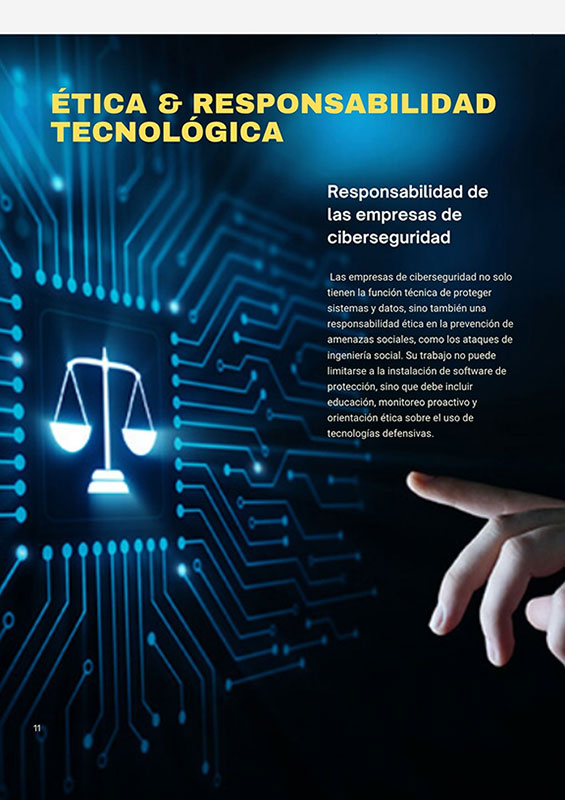 ÉTICA & RESPONSABILIDAD
TECNOLÓGICA
Responsabilidad de
las empresas de
ciberseguridad
Las empresas de ciberseguridad no solo
tienen la función técnica de proteger
sistemas y datos, sino también una
responsabilidad ética en la prevención de
amenazas sociales, como los ataques de
ingeniería social. Su trabajo no puede
limitarse a la instalación de software de
protección, sino que debe incluir
educación, monitoreo proactivo y
orientación ética sobre el uso de
tecnologías defensivas.
11